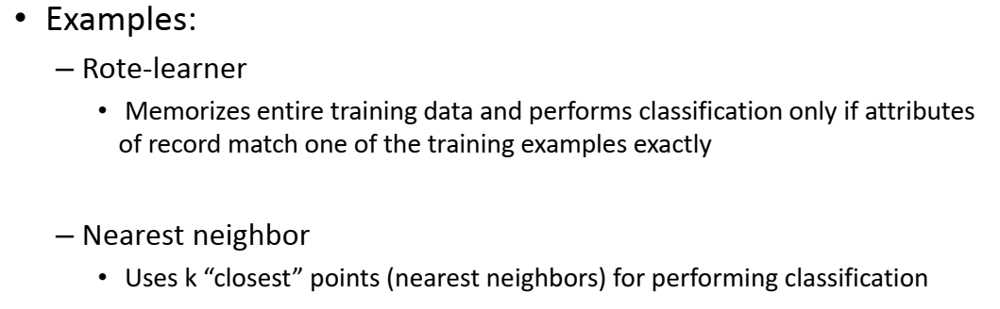 • Examples:
– Rote-learner
• Memorizes entire training data and performs classification only if attributes
of record match one of the training examples exactly
– Nearest neighbor
• Uses k “closest” points (nearest neighbors) for performing classification